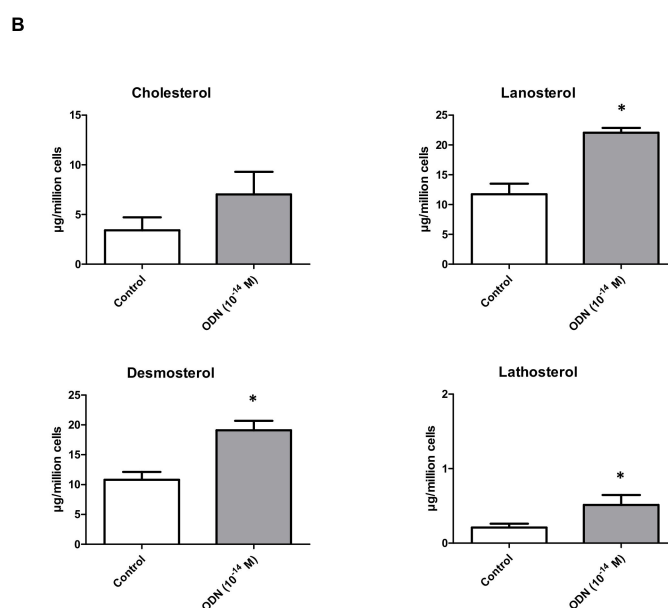 B
Cholesterol
15
10
5
0
µg/million cells
Control
ODN (10⁻¹⁴ M)
Lanosterol
*
25
20
15
10
5
0
µg/million cells
Control
ODN (10⁻¹⁴ M)
Desmosterol
*
25
20
15
10
5
0
µg/million cells
Control
ODN (10⁻¹⁴ M)
Lathosterol
2
*
1
0
µg/million cells
Control
ODN (10⁻¹⁴ M)